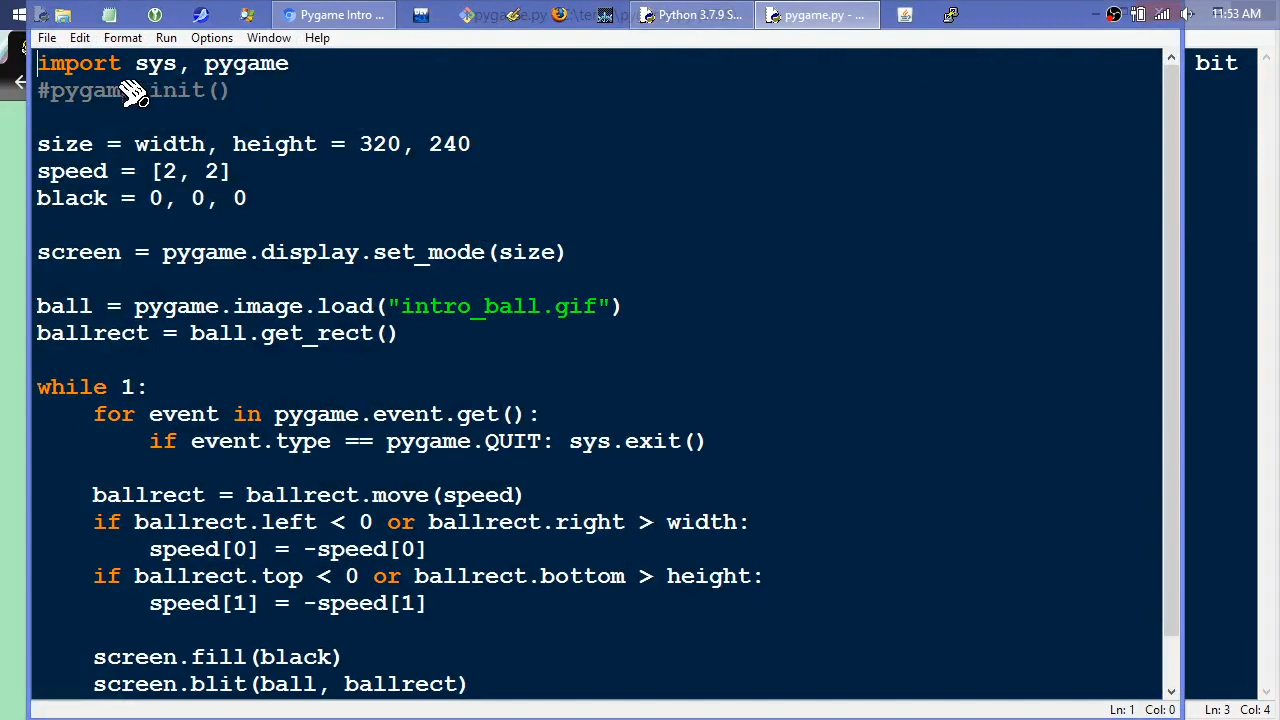 Pygame Intro ...
Python 3.7.9 S...
pygame.py - ...
11:53 AM
File Edit Format Run Options Window Help
import sys, pygame
bit
init()
size = width, height = 320, 240
speed = [2, 2]
black = 0, 0, 0
screen = pygame.display.set_mode(size)
ball = pygame.image.load("intro_ball.gif")
ballrect = ball.get_rect()
while 1:
for event in pygame.event.get():
if event.type == pygame.QUIT: sys.exit()
ballrect = ballrect.move(speed)
if ballrect.left < 0 or ballrect.right > width:
speed[0] = -speed[0]
if ballrect.top < 0 or ballrect.bottom > height:
speed[1] = -speed[1]
screen.fill(black)
screen.blit(ball, ballrect)
Ln: 1 Col: 0
Ln: 3 Col: 4